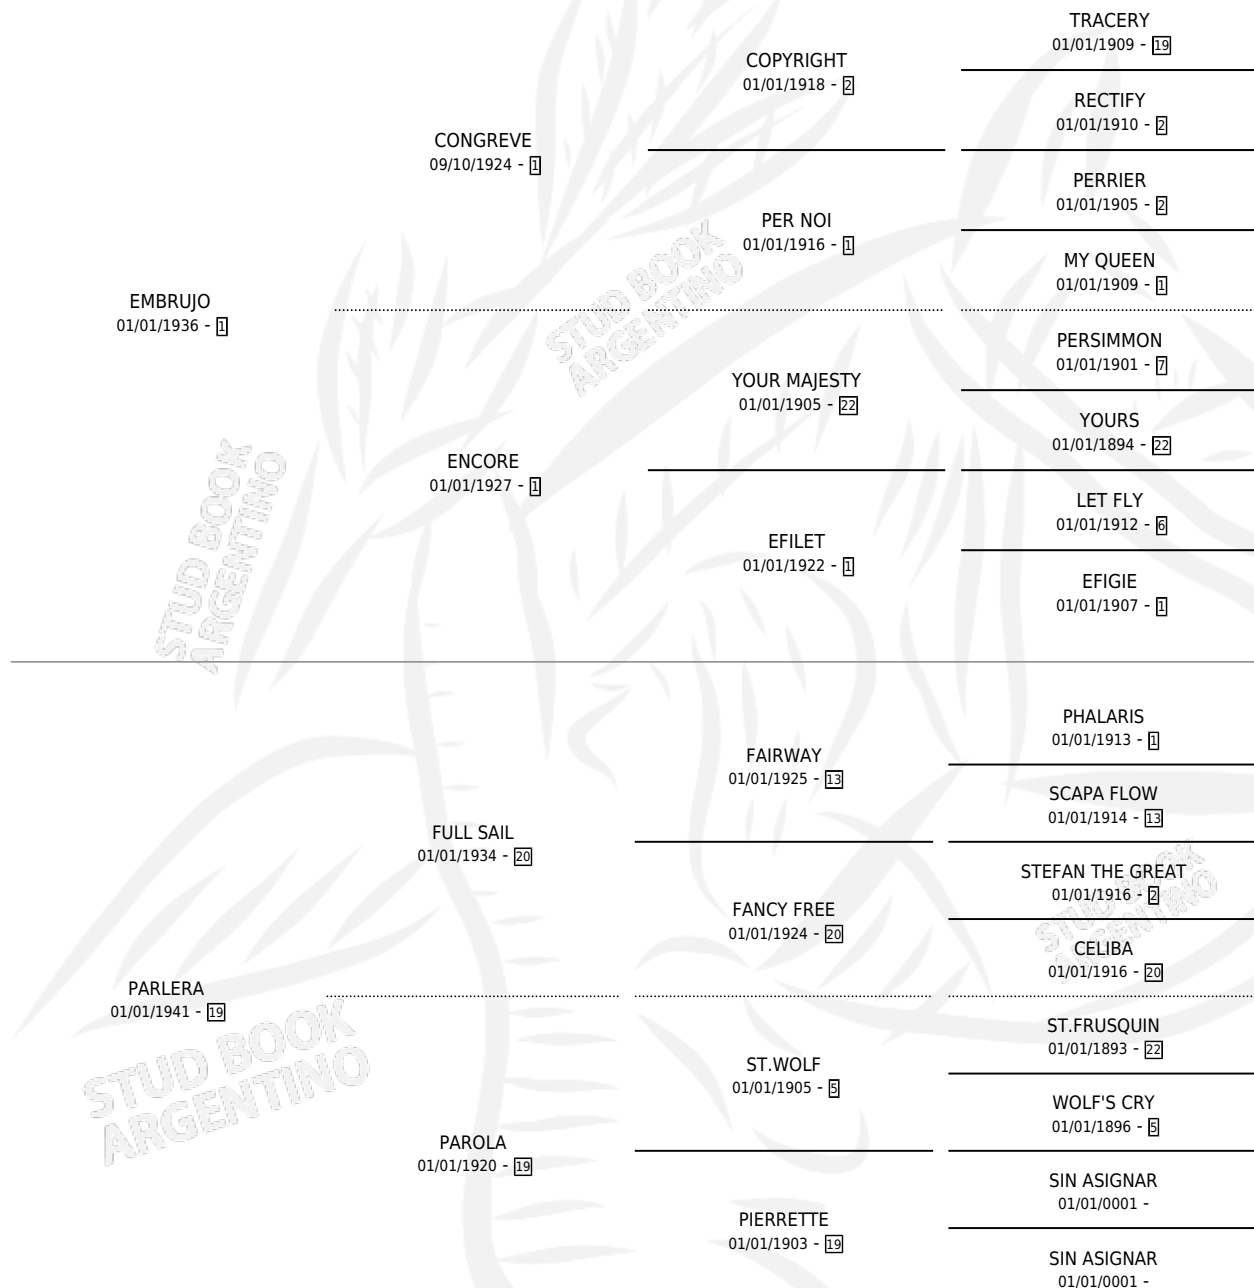 TRACERY
01/01/1909 - 19
COPYRIGHT
01/01/1918 - 2
RECTIFY
01/01/1910 - 2
CONGREVE
09/10/1924 - 1
PERRIER
01/01/1905 - 2
PER NOI
01/01/1916 - 1
MY QUEEN
01/01/1909 - 1
EMBRUJO
01/01/1936 - 1
PERSIMMON
01/01/1901 - 7
YOUR MAJESTY
01/01/1905 - 22
YOURS
01/01/1894 - 22
ENCORE
01/01/1927 - 1
LET FLY
01/01/1912 - 6
EFILET
01/01/1922 - 1
EFIGIE
01/01/1907 - 1
PHALARIS
01/01/1913 - 1
FAIRWAY
01/01/1925 - 13
SCAPA FLOW
01/01/1914 - 13
FULL SAIL
01/01/1934 - 20
STEFAN THE GREAT
01/01/1916 - 2
FANCY FREE
01/01/1924 - 20
CELIBA
01/01/1916 - 20
PARLERA
01/01/1941 - 19
ST.FRUSQUIN
01/01/1893 - 22
ST.WOLF
01/01/1905 - 5
WOLF'S CRY
01/01/1896 - 5
PAROLA
01/01/1920 - 19
SIN ASIGNAR
01/01/0001 -
PIERRETTE
01/01/1903 - 19
SIN ASIGNAR
01/01/0001 -
STUD BOOK
ARGENTINO
STUD BOOK
ARGENTINO
STUD BOOK
ARGENTINO
STUD BOOK
ARGENTINO